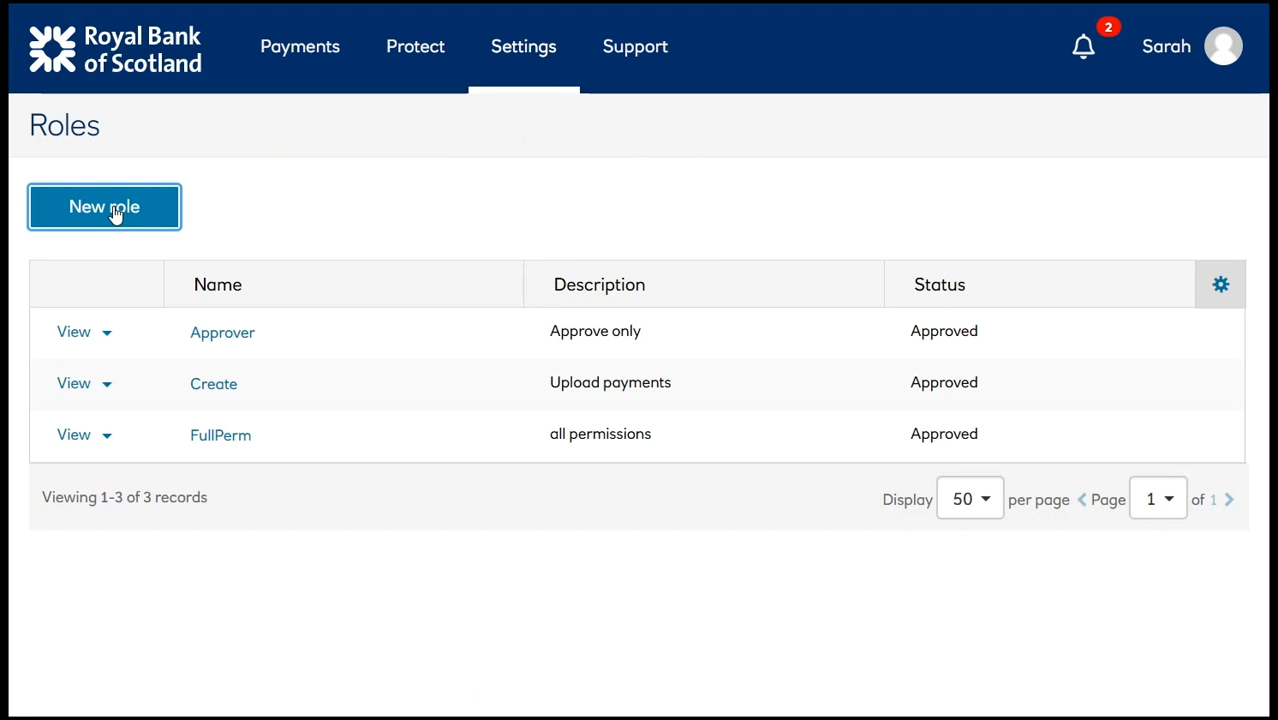 Royal Bank
of Scotland
Payments
Protect
Settings
Support
2
Sarah
Roles
New role
Name Description Status
View Approver Approve only Approved
View Create Upload payments Approved
View FullPerm all permissions Approved
Viewing 1-3 of 3 records
Display 50 per page Page 1 of 1